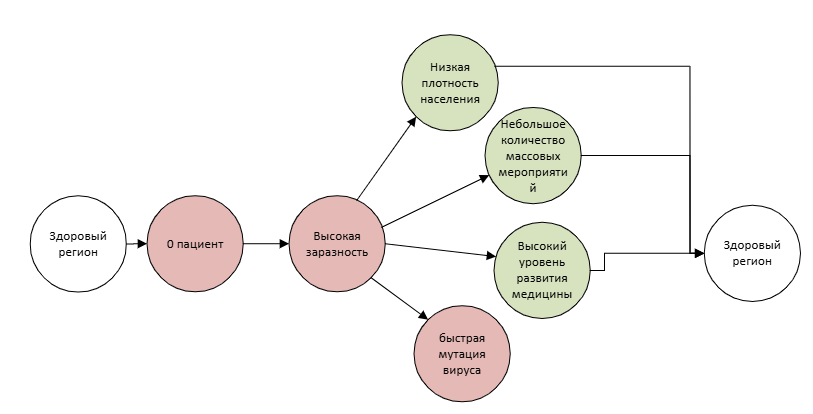 Здоровый
регион
0 пациент
Высокая
заразность
Низкая
плотность
населения
Небольшое
количество
массовых
мероприяти
й
Высокий
уровень
развития
медицины
быстрая
мутация
вируса
Здоровый
регион